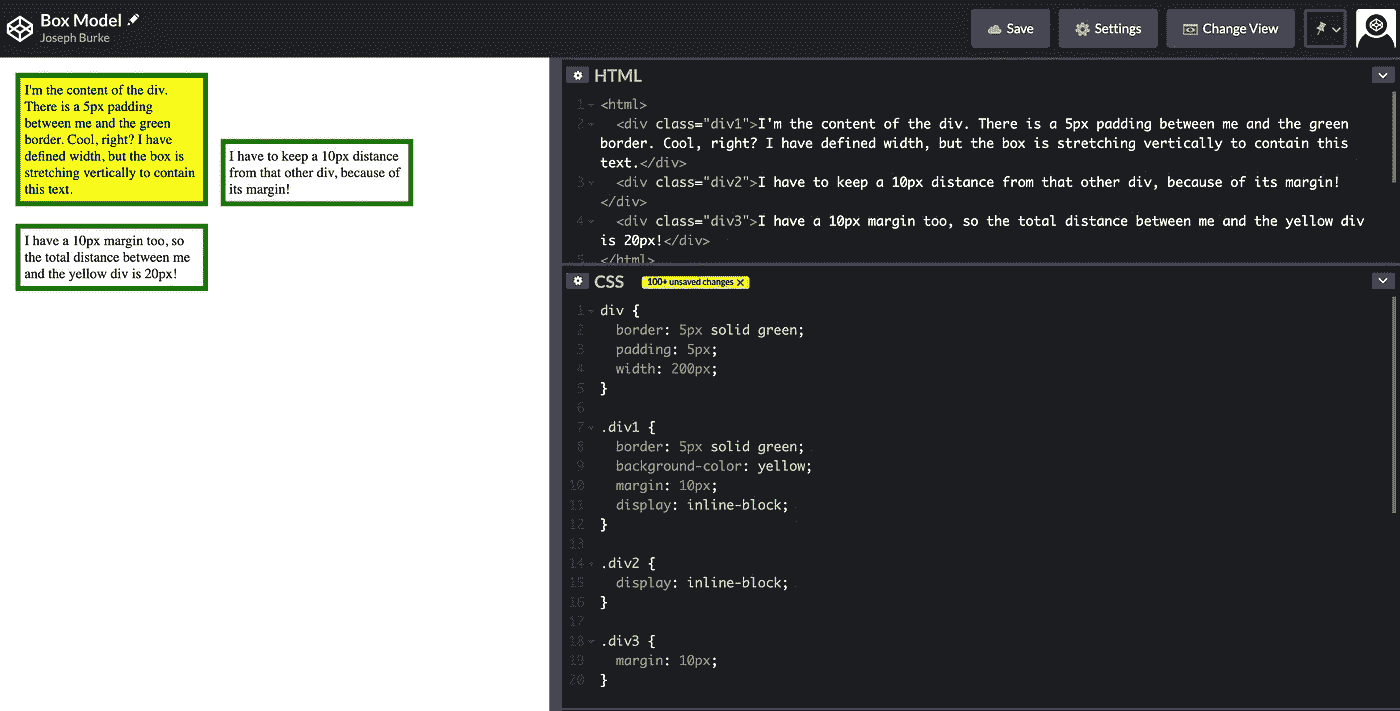 Box Model
Joseph Burke
Save
Settings
Change View
I'm the content of the div.
There is a 5px padding
between me and the green
border. Cool, right? I have
defined width, but the box is
stretching vertically to contain
this text.
I have to keep a 10px distance
from that other div, because of
its margin!
I have a 10px margin too, so
the total distance between me
and the yellow div is 20px!
HTML
1 <html>
2 <div class="div1">I'm the content of the div. There is a 5px padding between me and the green
border. Cool, right? I have defined width, but the box is stretching vertically to contain this
text.</div>
3 <div class="div2">I have to keep a 10px distance from that other div, because of its margin!
</div>
4 <div class="div3">I have a 10px margin too, so the total distance between me and the yellow div
is 20px!</div>
5 </html>
CSS
100+ unsaved changes X
1 div {
2 border: 5px solid green;
3 padding: 5px;
4 width: 200px;
5 }
6
7 .div1 {
8 border: 5px solid green;
9 background-color: yellow;
10 margin: 10px;
11 display: inline-block;
12 }
13
14 .div2 {
15 display: inline-block;
16 }
17
18 .div3 {
19 margin: 10px;
20 }